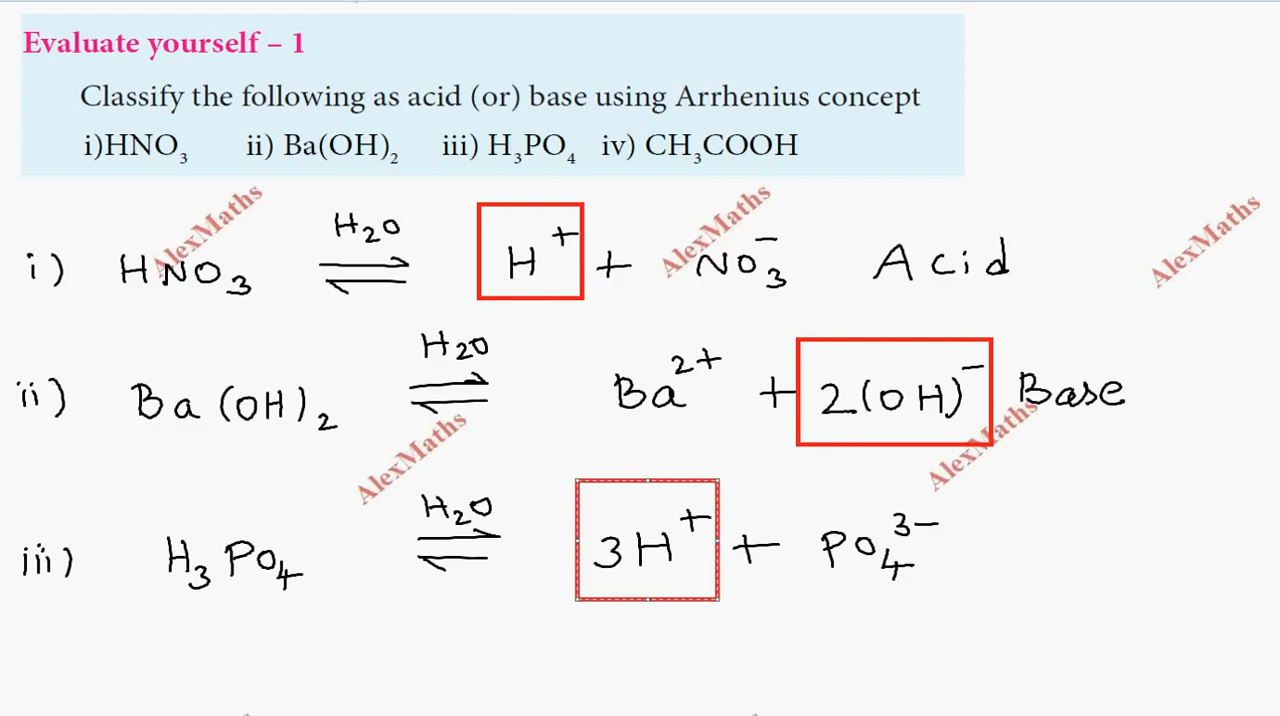 Evaluate yourself – 1
Classify the following as acid (or) base using Arrhenius concept
i)HNO₃ ii) Ba(OH)₂ iii) H₃PO₄ iv) CH₃COOH
AlexMaths AlexMaths AlexMaths
i) HNO₃ ⇌ H₂O H⁺ + NO₃⁻ Acid
ii) Ba(OH)₂ ⇌ H₂O Ba²⁺ + 2(OH)⁻ Base
AlexMaths AlexMaths
iii) H₃PO₄ ⇌ H₂O 3H⁺ + PO₄³⁻